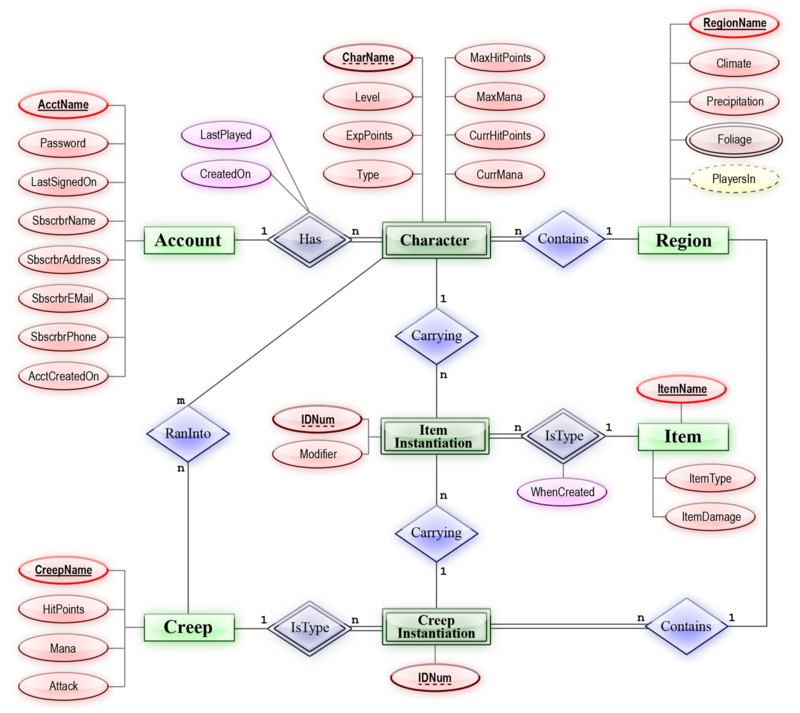 RegionName
CharName
MaxHitPoints
Climate
Level
MaxMana
Precipitation
AcctName
ExpPoints
CurrHitPoints
Foliage
Password
LastPlayed
Type
CurrMana
PlayersIn
LastSignedOn
CreatedOn
SbscrbrName
Account
1
Has
n
Character
n
Contains
1
Region
SbscrbrAddress
SbscrbrEMail
1
SbscrbrPhone
Carrying
AcctCreatedOn
n
ItemName
m
RanInto
n
IDNum
Modifier
Item
Instantiation
n
IsType
1
Item
WhenCreated
ItemType
ItemDamage
n
Carrying
1
CreepName
HitPoints
Creep
1
IsType
n
Creep
Instantiation
n
Contains
1
Mana
Attack
IDNum